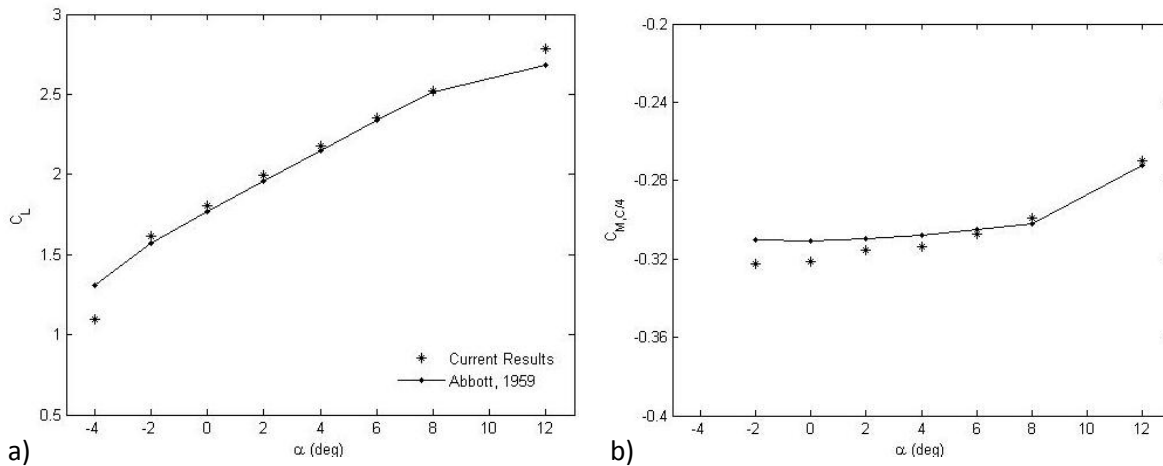 3
2.5
2
1.5
1
0.5
C_L
-4 -2 0 2 4 6 8 10 12
α (deg)
Current Results
Abbott, 1959
a)
-0.2
-0.24
-0.28
-0.32
-0.36
-0.4
C_{M,C/4}
-4 -2 0 2 4 6 8 10 12
α (deg)
b)